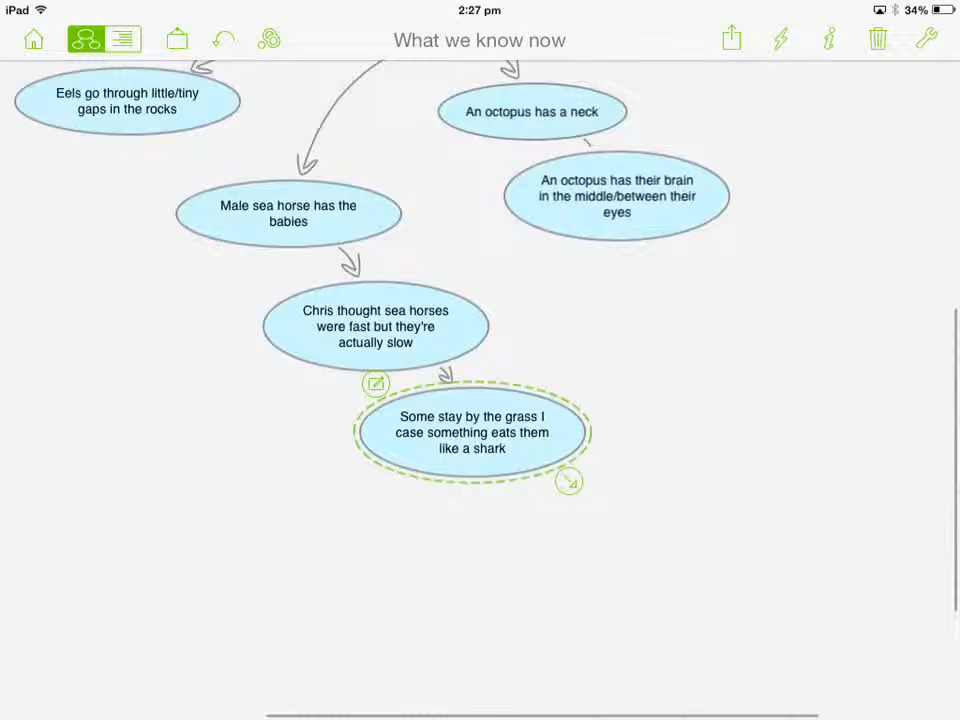 iPad
2:27 pm
34%
What we know now
Eels go through little/tiny
gaps in the rocks
An octopus has a neck
An octopus has their brain
in the middle/between their
eyes
Male sea horse has the
babies
Chris thought sea horses
were fast but they're
actually slow
Some stay by the grass I
case something eats them
like a shark